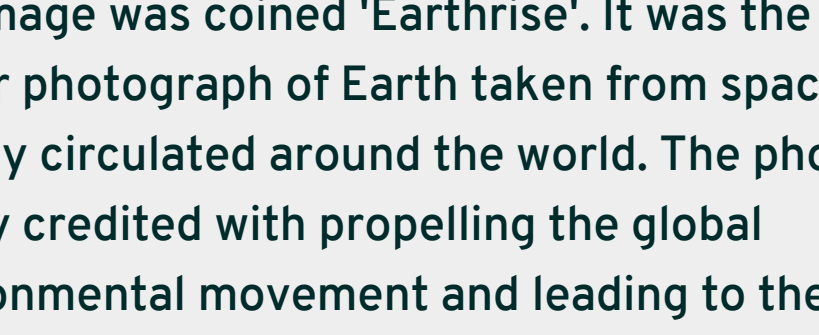 mage was coined 'Earthrise'. It was the
r photograph of Earth taken from spac
y circulated around the world. The pho
y credited with propelling the global
onmental movement and leading to the